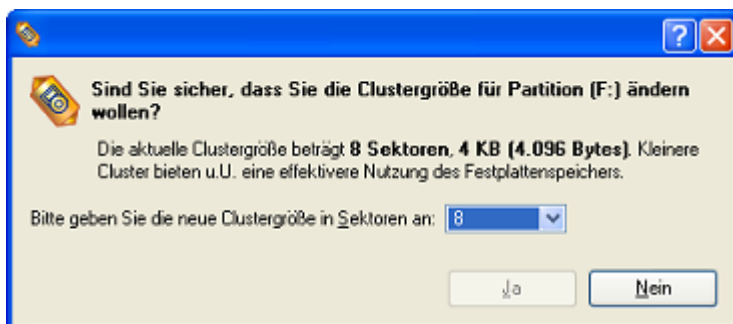 Sind Sie sicher, dass Sie die Clustergröße für Partition (F:) ändern
wollen?
Die aktuelle Clustergröße beträgt 8 Sektoren, 4 KB (4.096 Bytes). Kleinere
Cluster bieten u.U. eine effektivere Nutzung des Festplattenspeichers.
Bitte geben Sie die neue Clustergröße in Sektoren an: 8
Ja Nein